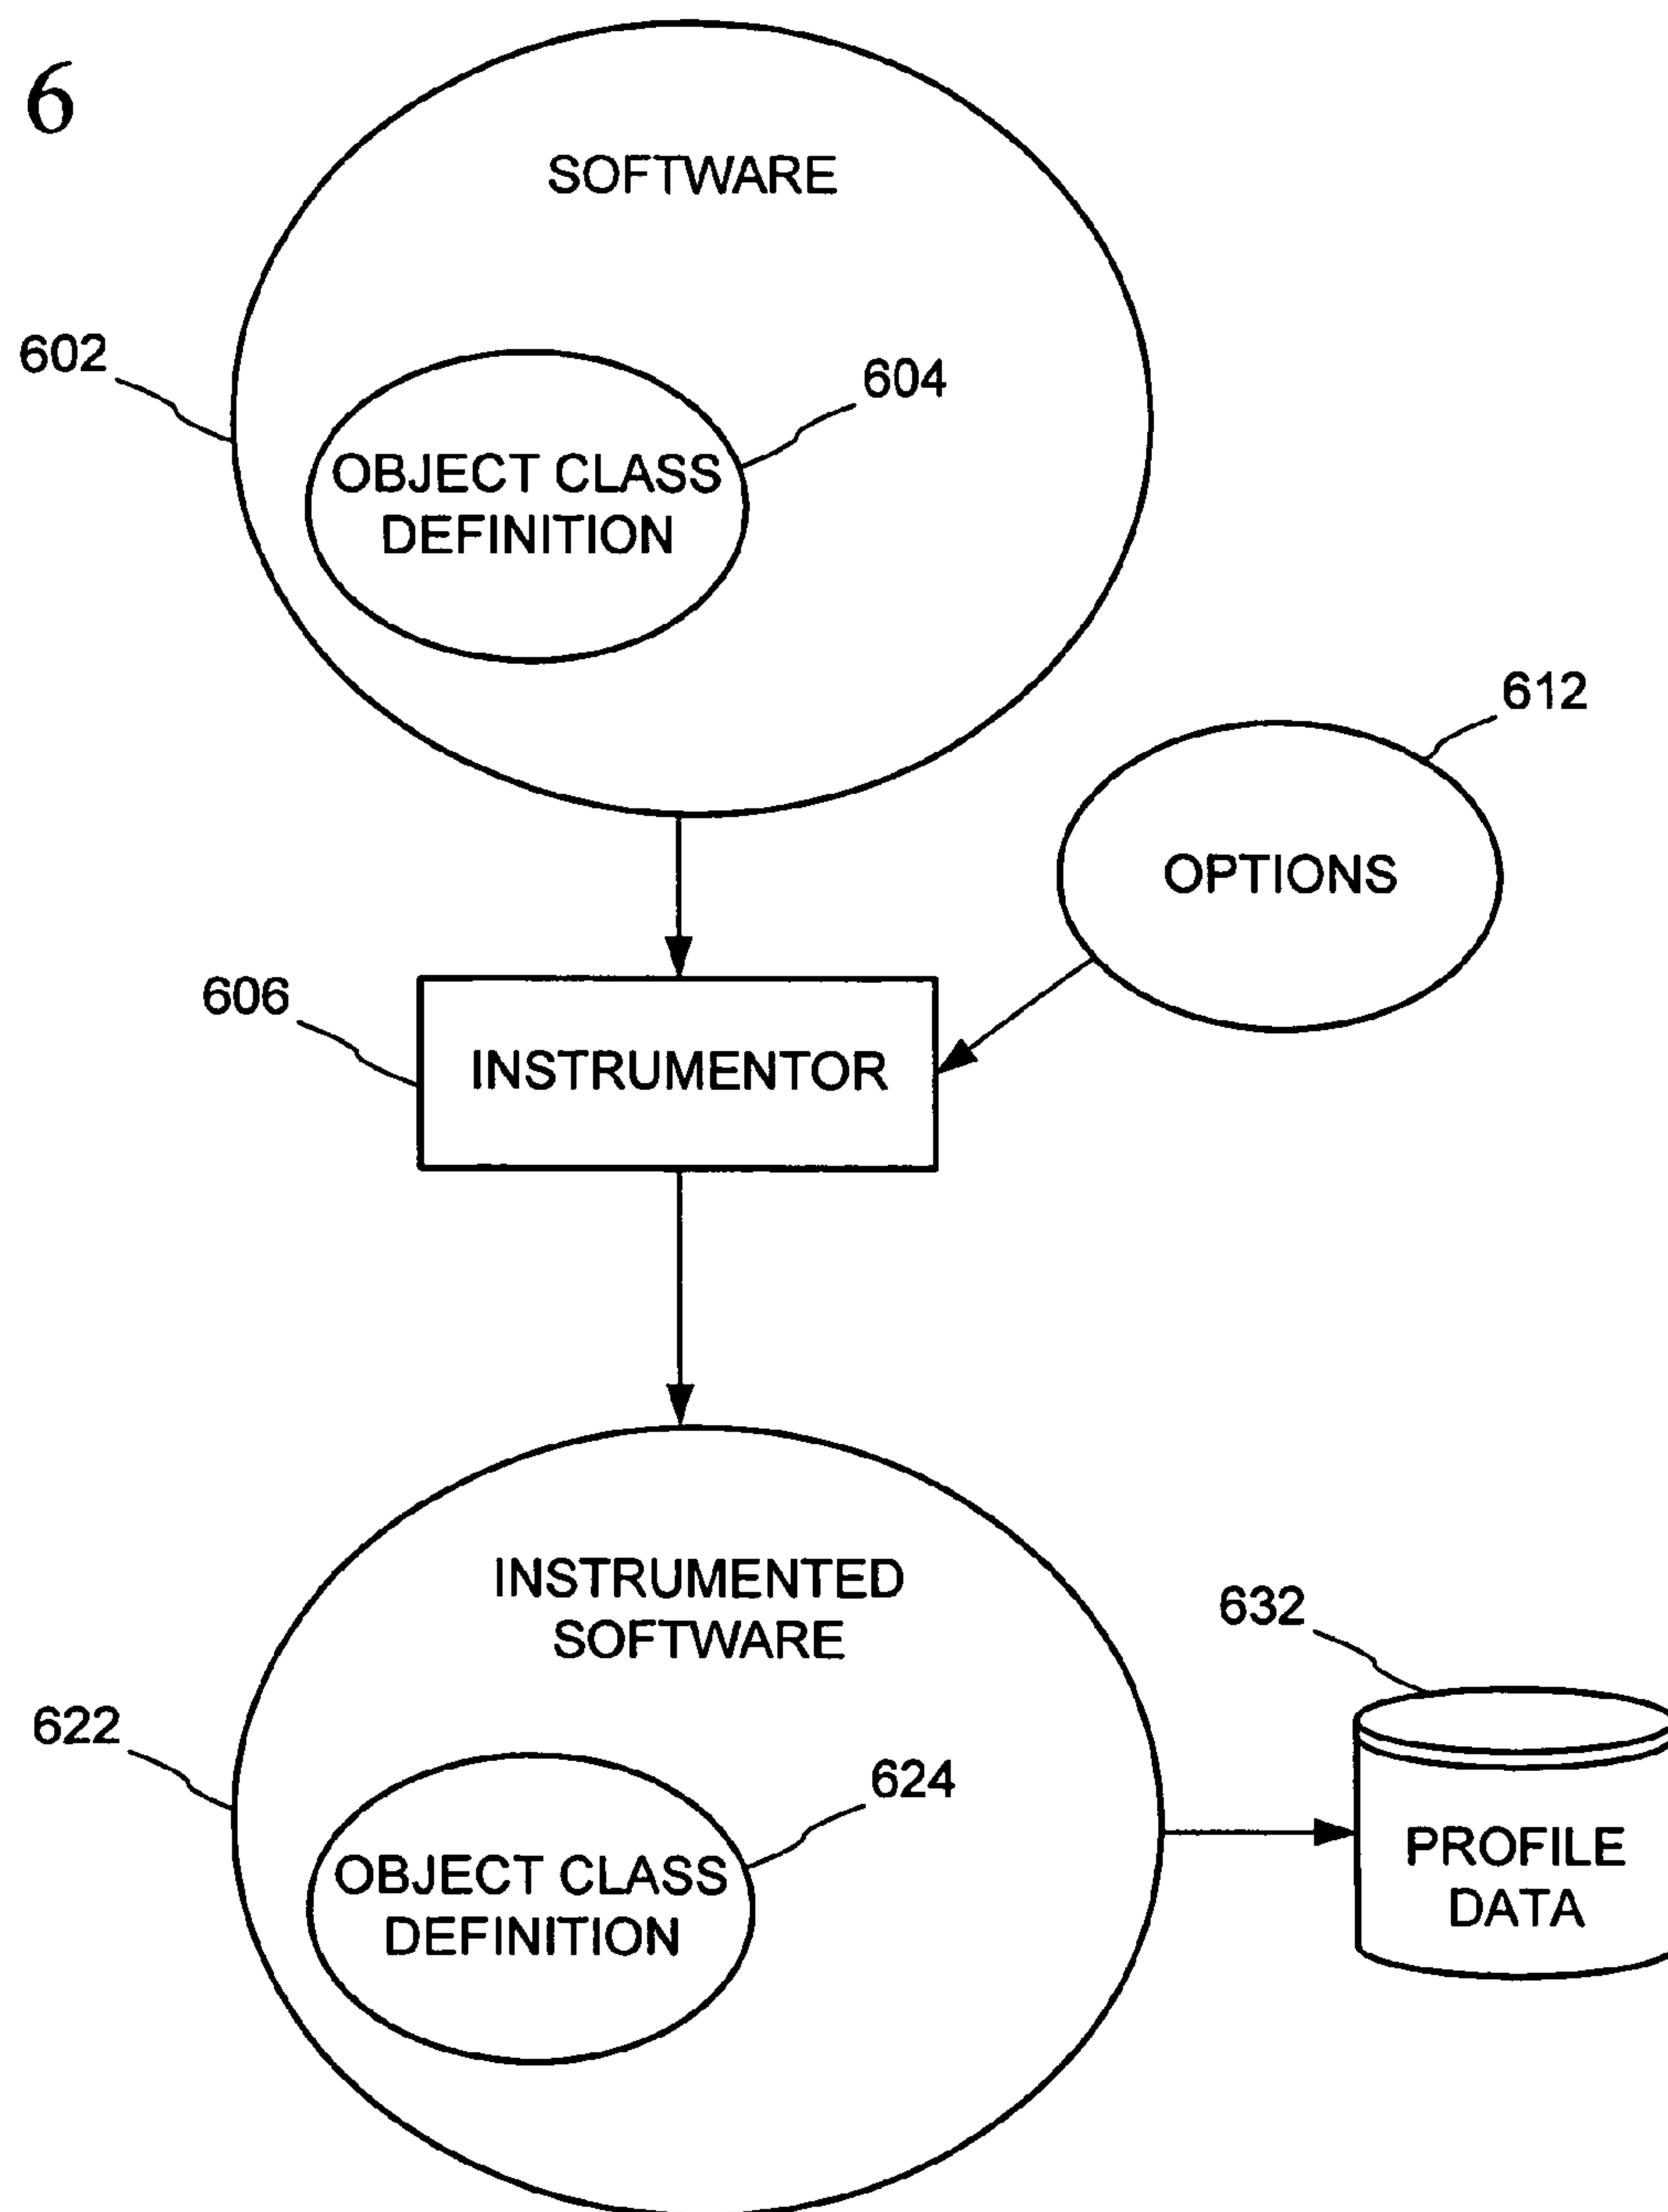 6
SOFTWARE
602
604
OBJECT CLASS
DEFINITION
612
OPTIONS
606
INSTRUMENTOR
INSTRUMENTED
SOFTWARE
632
622
624
OBJECT CLASS
DEFINITION
PROFILE
DATA